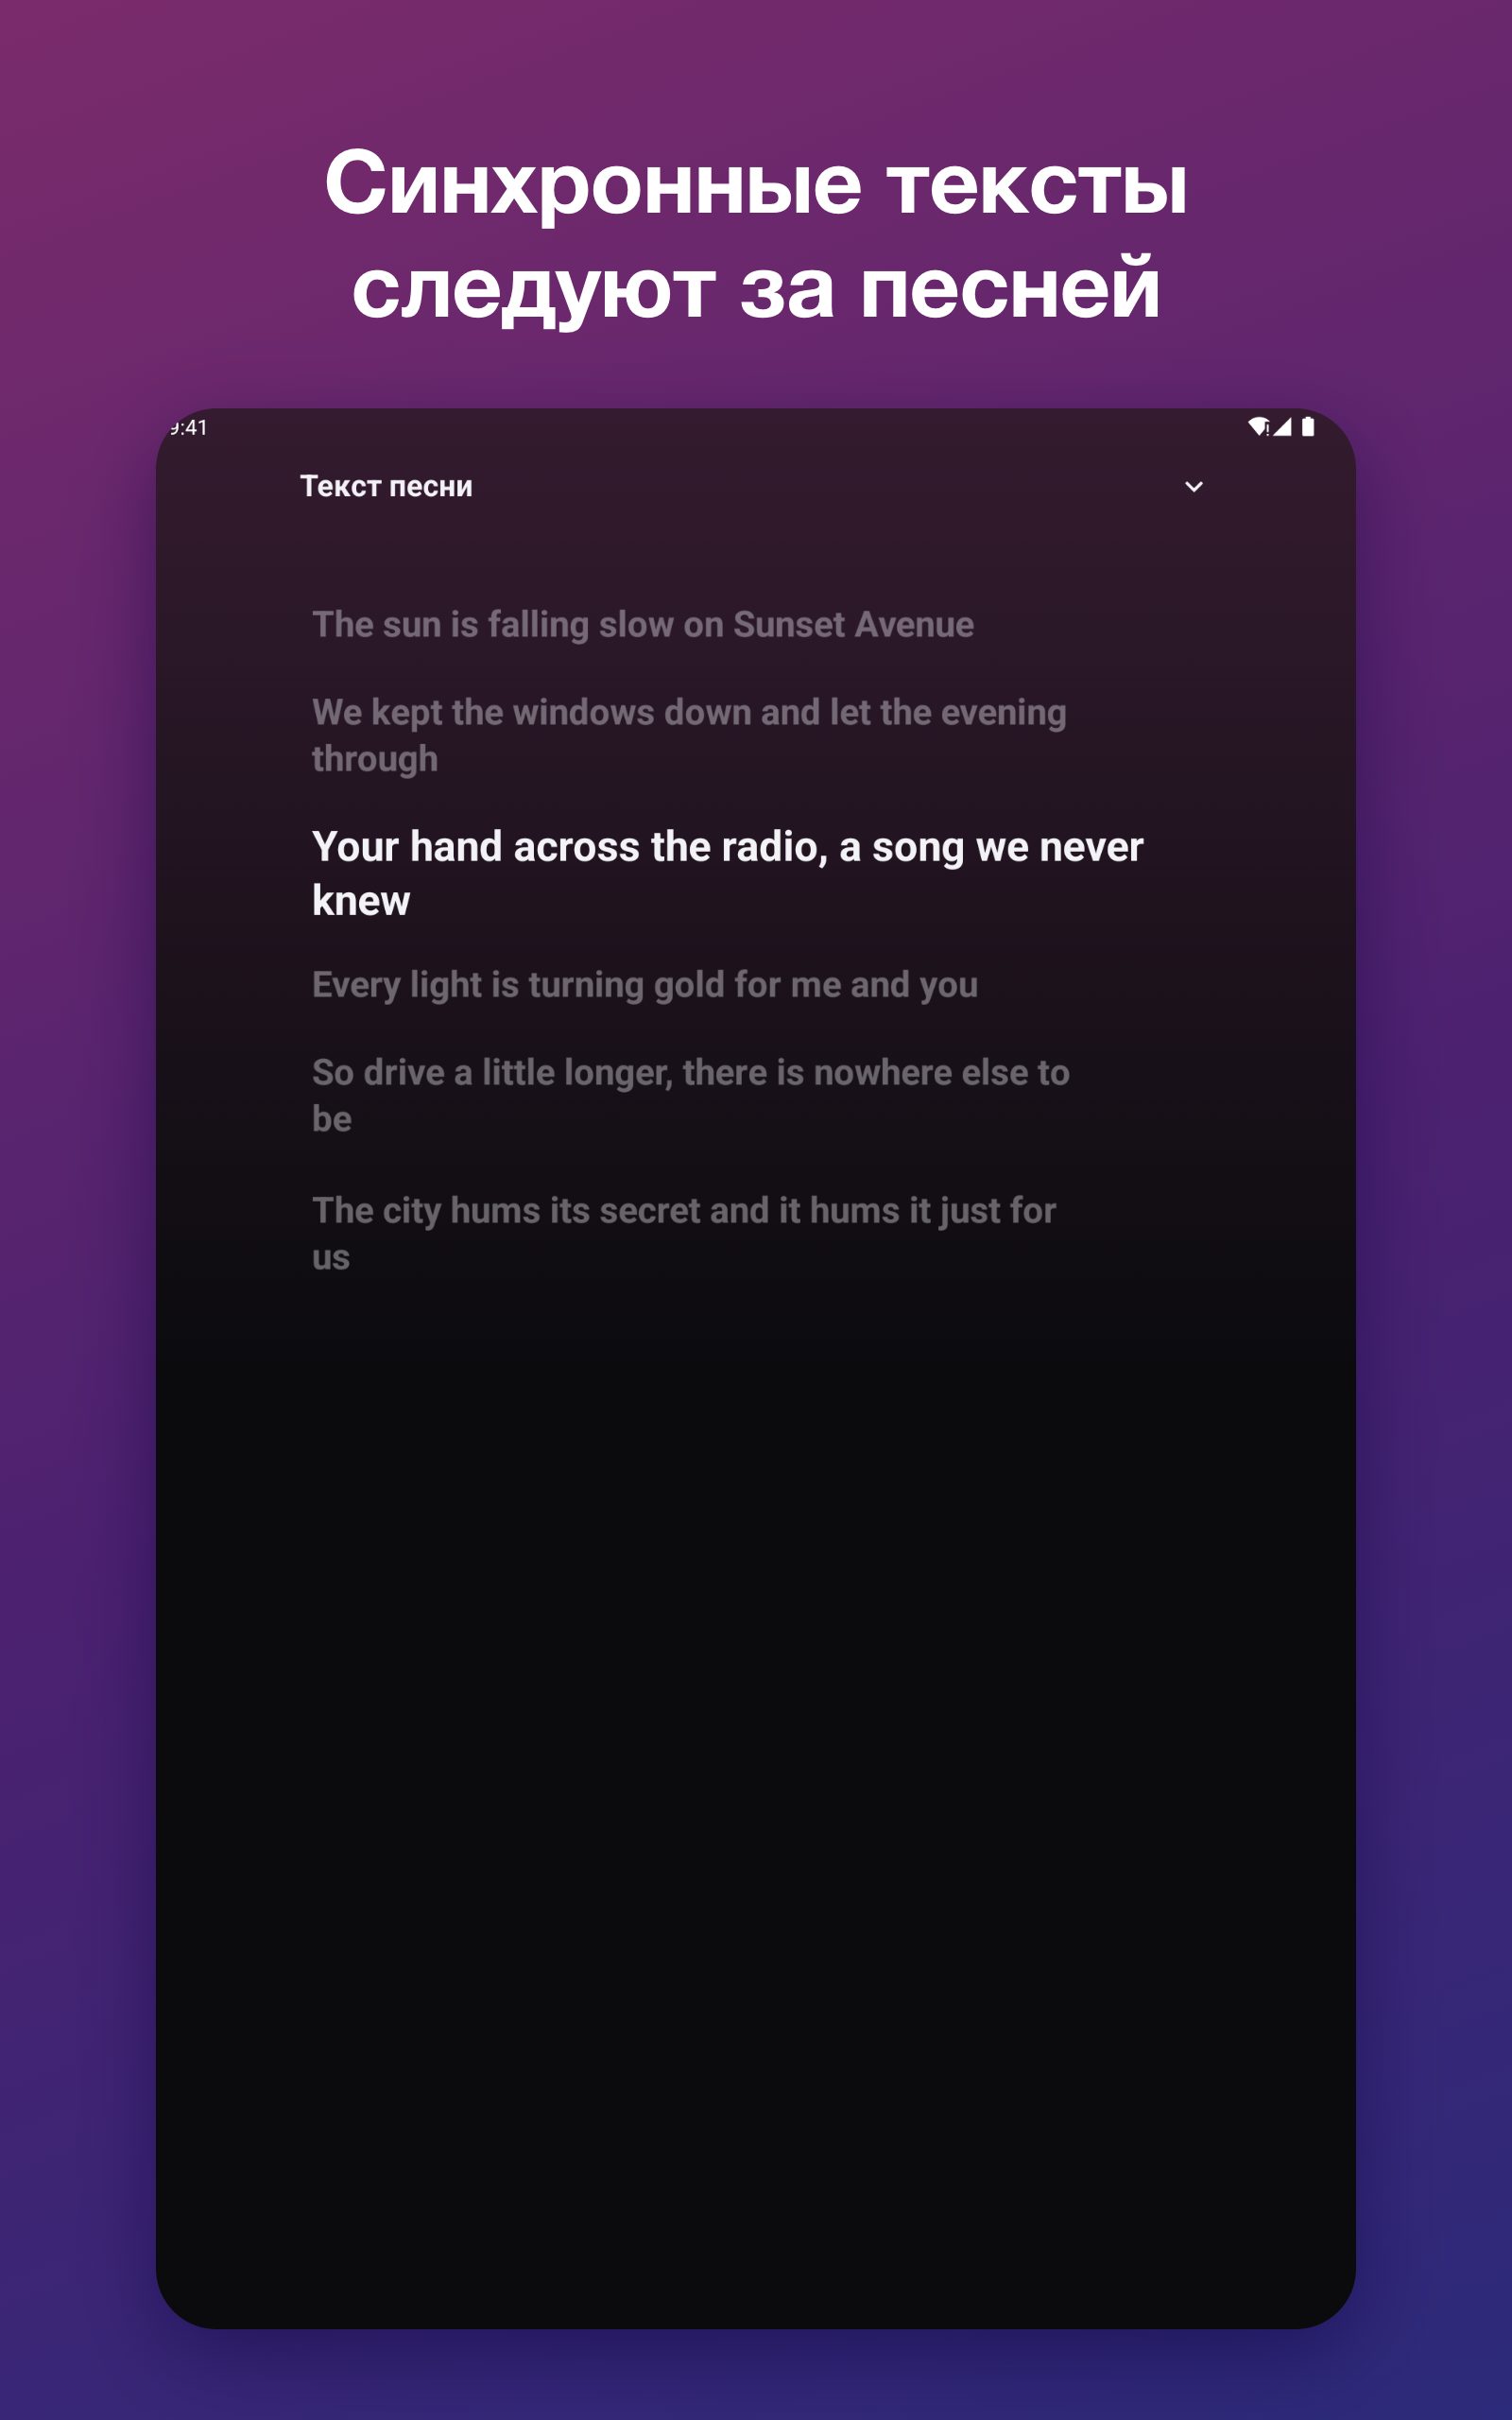 Синхронные тексты
следуют за песней
9:41
Текст песни
The sun is falling slow on Sunset Avenue
We kept the windows down and let the evening
through
Your hand across the radio, a song we never
knew
Every light is turning gold for me and you
So drive a little longer, there is nowhere else to
be
The city hums its secret and it hums it just for
us